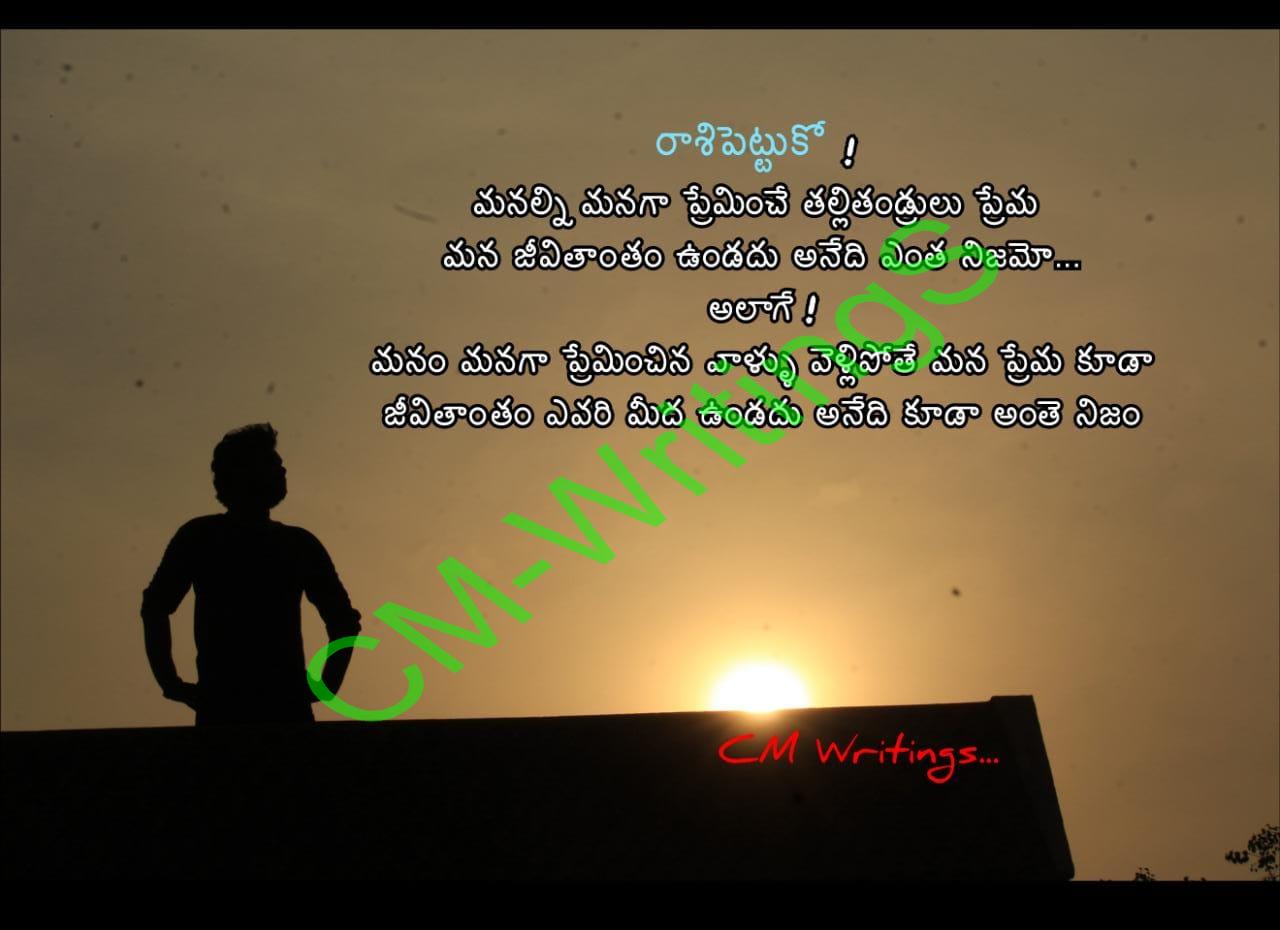 రాశిపెట్టుకో !
మనల్ని మనగా ప్రేమించే తల్లితండ్రులు ప్రేమ
మన జీవితాంతం ఉండదు అనేది ఎంత నిజమో...
అలాగే !
మనం మనగా ప్రేమించిన వాళ్ళు వెళ్లిపోతే మన ప్రేమ కూడా
జీవితాంతం ఎవరి మీద ఉండదు అనేది కూడా అంతె నిజం
CM-WritingS
CM Writings...